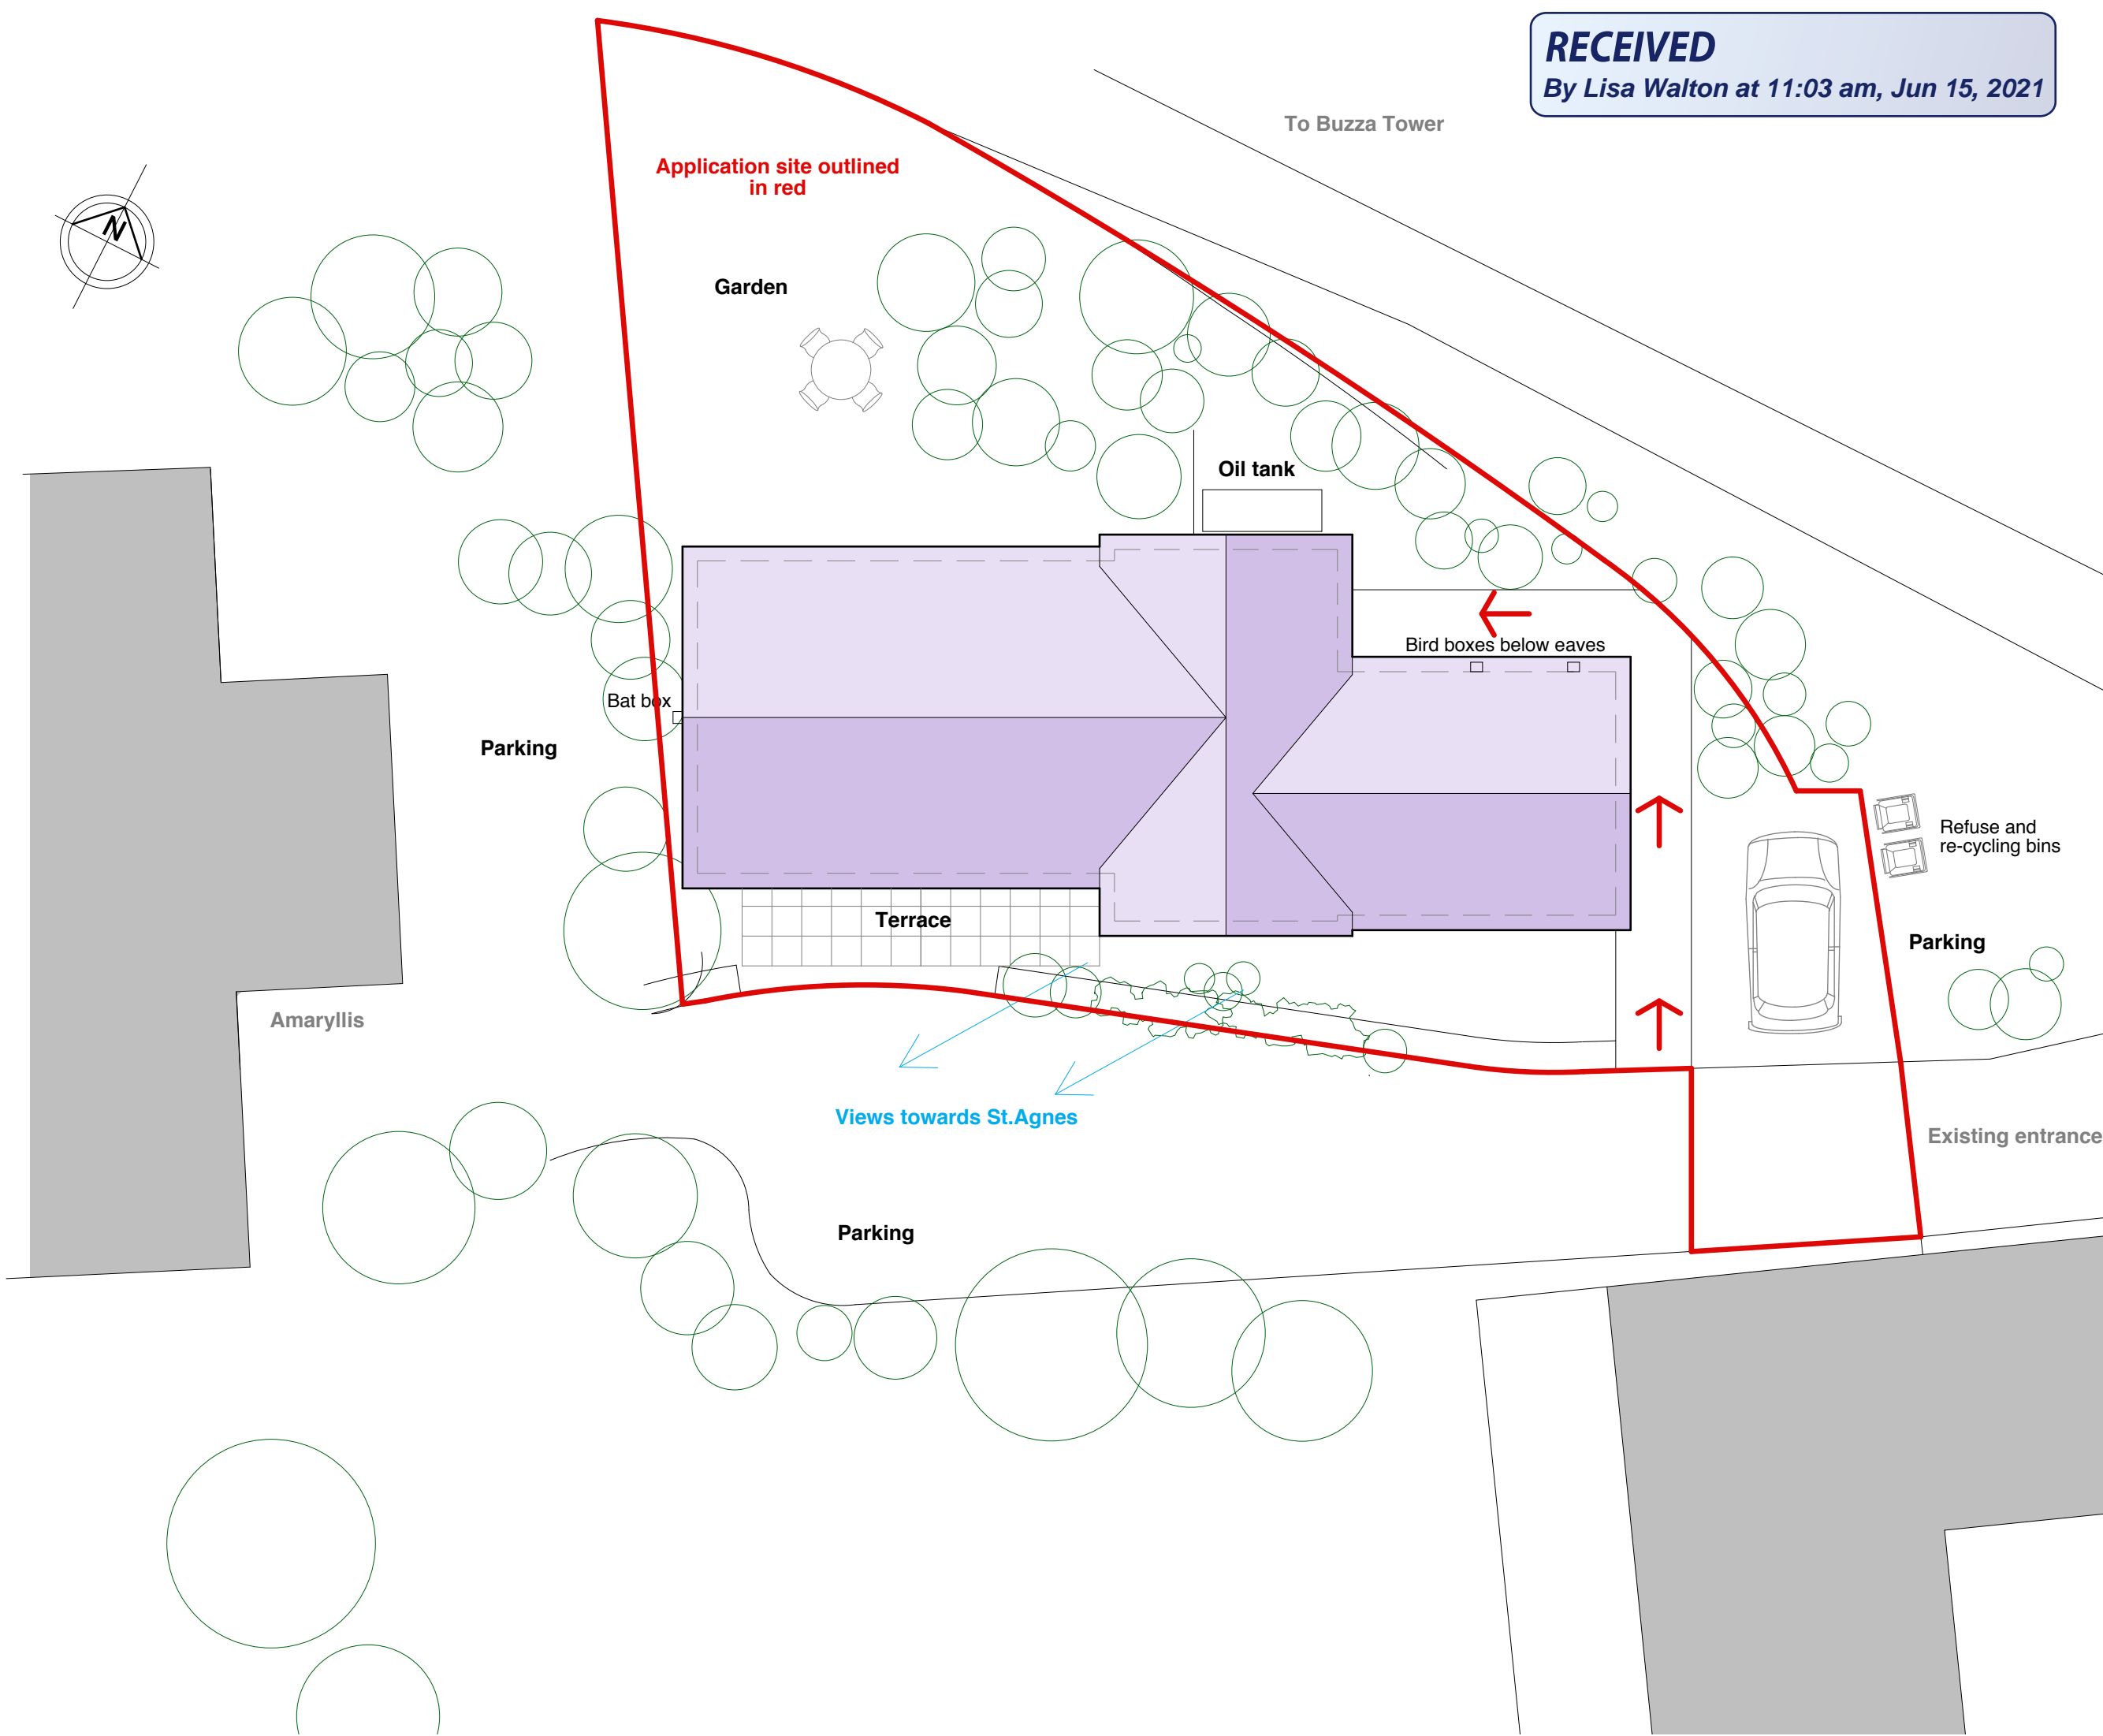 RECEIVED
By Lisa Walton at 11:03 am, Jun 15, 2021
To Buzza Tower
Application site outlined
in red
N
Garden
Oil tank
Bird boxes below eaves
Bat box
Parking
Refuse and
re-cycling bins
Terrace
Parking
Amaryllis
Views towards St.Agnes
Existing entrance
Parking